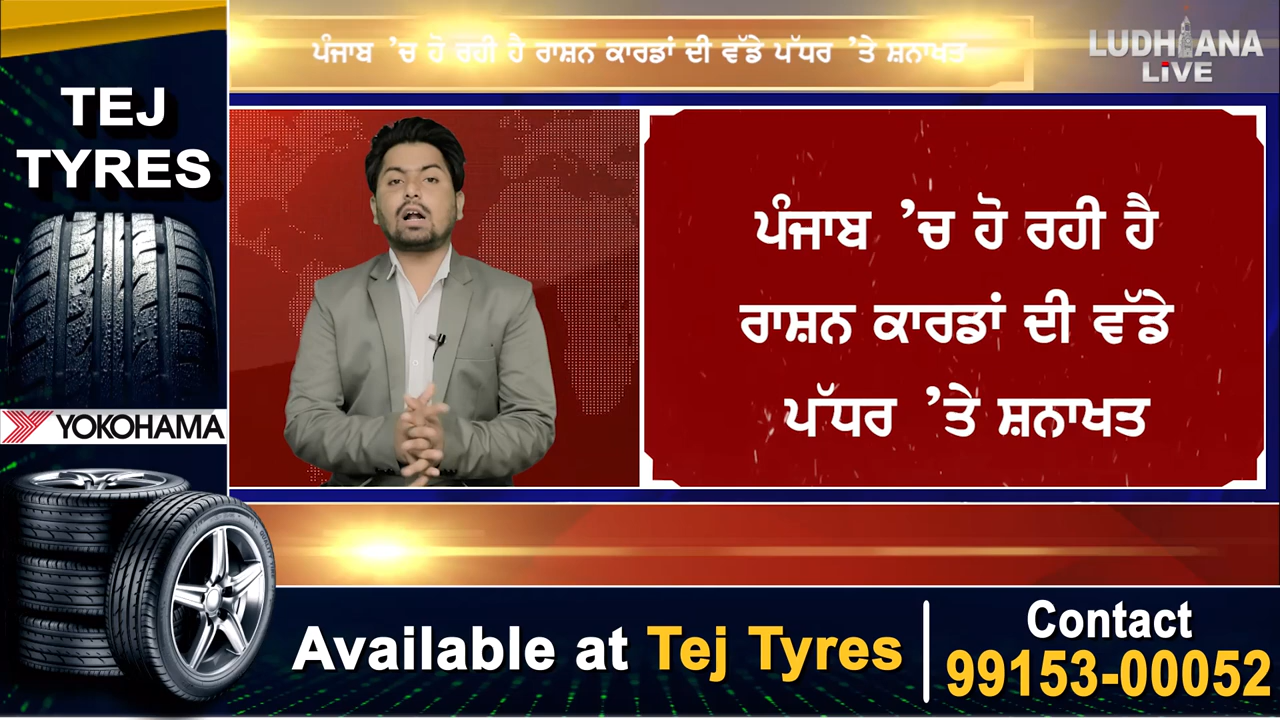 ਪੰਜਾਬ 'ਚ ਹੋ ਰਹੀ ਹੈ ਰਾਸ਼ਨ ਕਾਰਡਾਂ ਦੀ ਵੱਡੇ ਪੱਧਰ 'ਤੇ ਸ਼ਨਾਖਤ
LUDHIANA
LiVE
TEJ
TYRES
ਪੰਜਾਬ 'ਚ ਹੋ ਰਹੀ ਹੈ
ਰਾਸ਼ਨ ਕਾਰਡਾਂ ਦੀ ਵੱਡੇ
ਪੱਧਰ 'ਤੇ ਸ਼ਨਾਖਤ
YOKOHAMA
Available at Tej Tyres
Contact
99153-00052